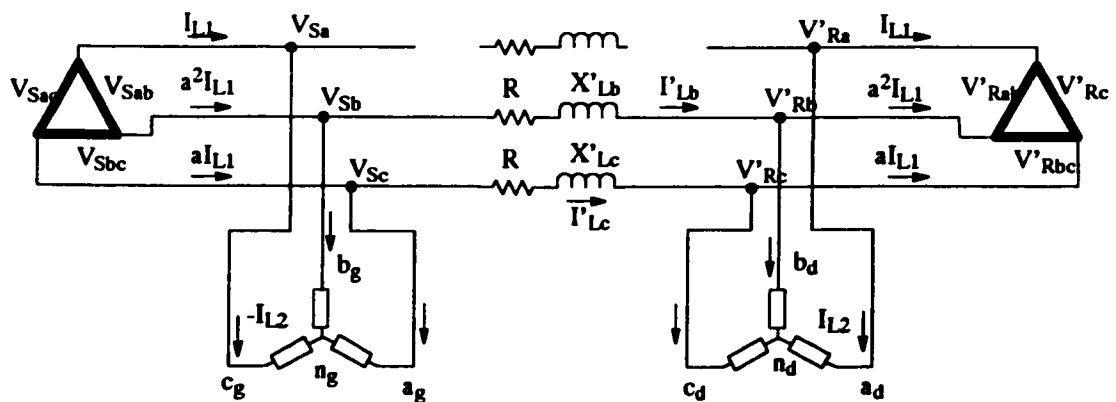 I_L1 V_Sa V'_Ra I_L1
V_Sac V_Sab a²I_L1 V_Sb R X'_Lb I'_Lb V'_Rb a²I_L1 V'_Ra V'_Rc
V_Sbc aI_L1 V_Sc R X'_Lc V'_Rc aI_L1 V'_Rbc
I'_Lc
b_g b_d
-I_L2 I_L2
c_g n_g a_g c_d n_d a_d